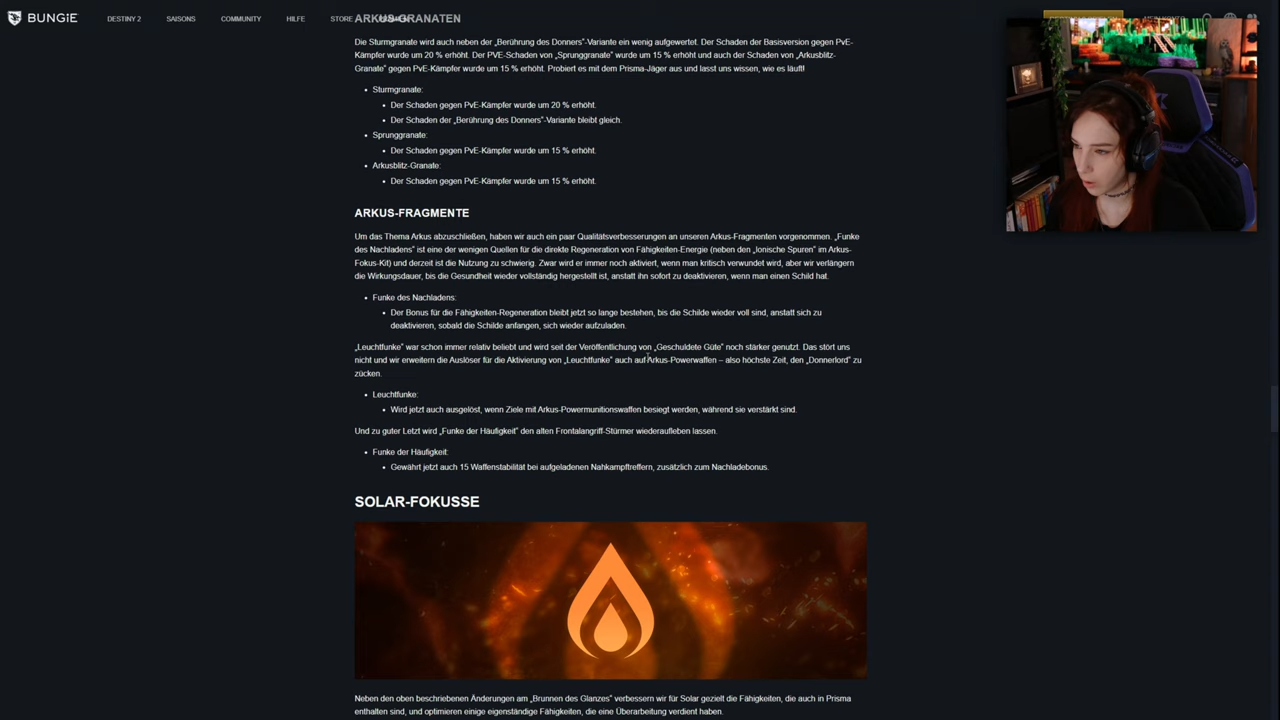 BUNGiE
DESTINY 2
SAISONS
COMMUNITY
HILFE
STORE
ARKUS-GRANATEN
Die Sturmgranate wird auch neben der „Berührung des Donners“-Variante ein wenig aufgewertet. Der Schaden der Basisversion gegen PvE-
Kämpfer wurde um 20 % erhöht. Der PVE-Schaden von „Sprunggranate“ wurde um 15 % erhöht und auch der Schaden von „Arkusblitz-
Granate“ gegen PvE-Kämpfer wurde um 15 % erhöht. Probiert es mit dem Prisma-Jäger aus und lasst uns wissen, wie es läuft!
• Sturmgranate:
• Der Schaden gegen PvE-Kämpfer wurde um 20 % erhöht.
• Der Schaden der „Berührung des Donners“-Variante bleibt gleich.
• Sprunggranate:
• Der Schaden gegen PvE-Kämpfer wurde um 15 % erhöht.
• Arkusblitz-Granate:
• Der Schaden gegen PvE-Kämpfer wurde um 15 % erhöht.
ARKUS-FRAGMENTE
Um das Thema Arkus abzuschließen, haben wir auch ein paar Qualitätsverbesserungen an unseren Arkus-Fragmenten vorgenommen. „Funke
des Nachladens“ ist eine der wenigen Quellen für die direkte Regeneration von Fähigkeiten-Energie (neben den „Ionische Spuren“ im Arkus-
Fokus-Kit) und derzeit ist die Nutzung zu schwierig. Zwar wird er immer noch aktiviert, wenn man kritisch verwundet wird, aber wir verlängern
die Wirkungsdauer, bis die Gesundheit wieder vollständig hergestellt ist, anstatt ihn sofort zu deaktivieren, wenn man einen Schild hat.
• Funke des Nachladens:
• Der Bonus für die Fähigkeiten-Regeneration bleibt jetzt so lange bestehen, bis die Schilde wieder voll sind, anstatt sich zu
deaktivieren, sobald die Schilde anfangen, sich wieder aufzuladen.
„Leuchtfunke“ war schon immer relativ beliebt und wird seit der Veröffentlichung von „Geschuldete Güte“ noch stärker genutzt. Das stört uns
nicht und wir erweitern die Auslöser für die Aktivierung von „Leuchtfunke“ auch auf Arkus-Powerwaffen – also höchste Zeit, den „Donnerlord“ zu
zücken.
• Leuchtfunke:
• Wird jetzt auch ausgelöst, wenn Ziele mit Arkus-Powermunitionswaffen besiegt werden, während sie verstärkt sind.
Und zu guter Letzt wird „Funke der Häufigkeit“ den alten Frontalangriff-Stürmer wiederaufleben lassen.
• Funke der Häufigkeit:
• Gewährt jetzt auch 15 Waffenstabilität bei aufgeladenen Nahkampftreffern, zusätzlich zum Nachladebonus.
SOLAR-FOKUSSE
Neben den oben beschriebenen Änderungen am „Brunnen des Glanzes“ verbessern wir für Solar gezielt die Fähigkeiten, die auch in Prisma
enthalten sind, und optimieren einige eigenständige Fähigkeiten, die eine Überarbeitung verdient haben.